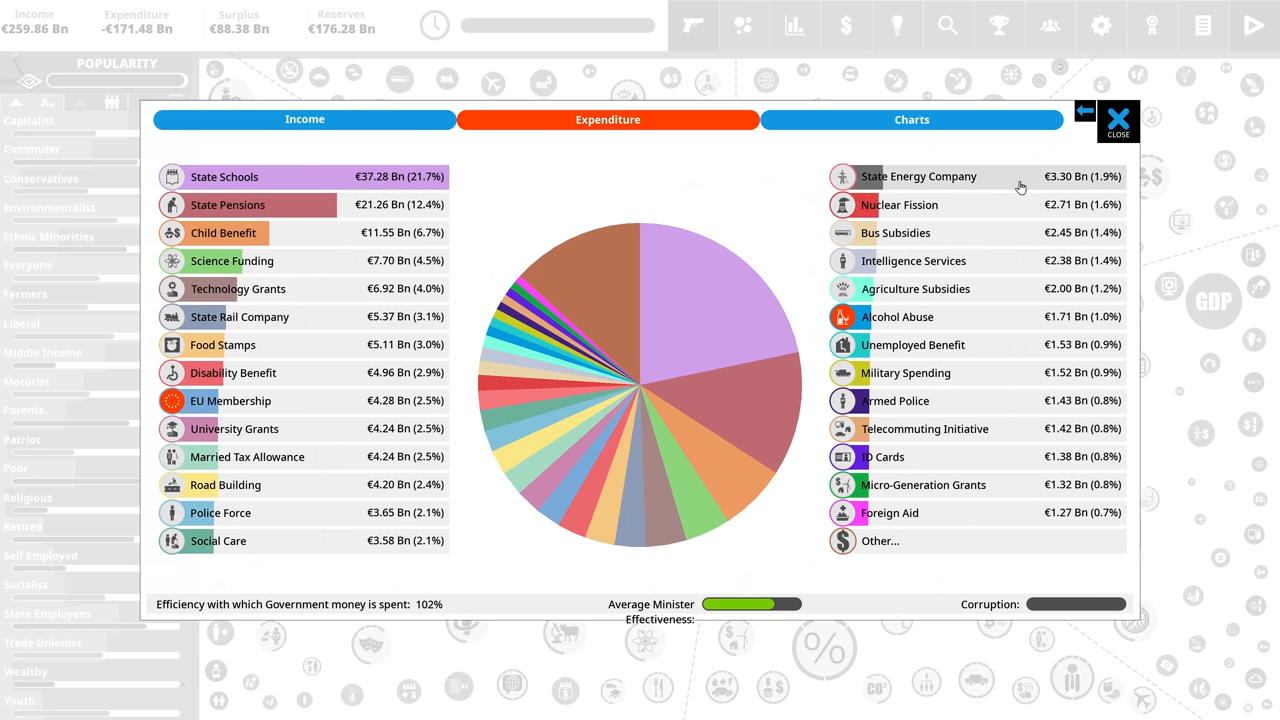 Income Expenditure Surplus Reserves
€259.86 Bn -€171.48 Bn €88.38 Bn €176.28 Bn
POPULARITY
Capitalist
Commuter
Conservatives
Environmentalist
Ethnic Minorities
Everyone
Farmers
Liberal
Middle Income
Motorist
Parents
Patriot
Poor
Religious
Retired
Self Employed
Socialist
State Employees
Trade Unionist
Wealthy
Youth
Income Expenditure Charts
CLOSE
State Schools €37.28 Bn (21.7%)
State Pensions €21.26 Bn (12.4%)
Child Benefit €11.55 Bn (6.7%)
Science Funding €7.70 Bn (4.5%)
Technology Grants €6.92 Bn (4.0%)
State Rail Company €5.37 Bn (3.1%)
Food Stamps €5.11 Bn (3.0%)
Disability Benefit €4.96 Bn (2.9%)
EU Membership €4.28 Bn (2.5%)
University Grants €4.24 Bn (2.5%)
Married Tax Allowance €4.24 Bn (2.5%)
Road Building €4.20 Bn (2.4%)
Police Force €3.65 Bn (2.1%)
Social Care €3.58 Bn (2.1%)
State Energy Company €3.30 Bn (1.9%)
Nuclear Fission €2.71 Bn (1.6%)
Bus Subsidies €2.45 Bn (1.4%)
Intelligence Services €2.38 Bn (1.4%)
Agriculture Subsidies €2.00 Bn (1.2%)
Alcohol Abuse €1.71 Bn (1.0%)
Unemployed Benefit €1.53 Bn (0.9%)
Military Spending €1.52 Bn (0.9%)
Armed Police €1.43 Bn (0.8%)
Telecommuting Initiative €1.42 Bn (0.8%)
ID Cards €1.38 Bn (0.8%)
Micro-Generation Grants €1.32 Bn (0.8%)
Foreign Aid €1.27 Bn (0.7%)
Other...
Efficiency with which Government money is spent: 102%
Average Minister
Effectiveness:
Corruption:
GDP
%
CO²